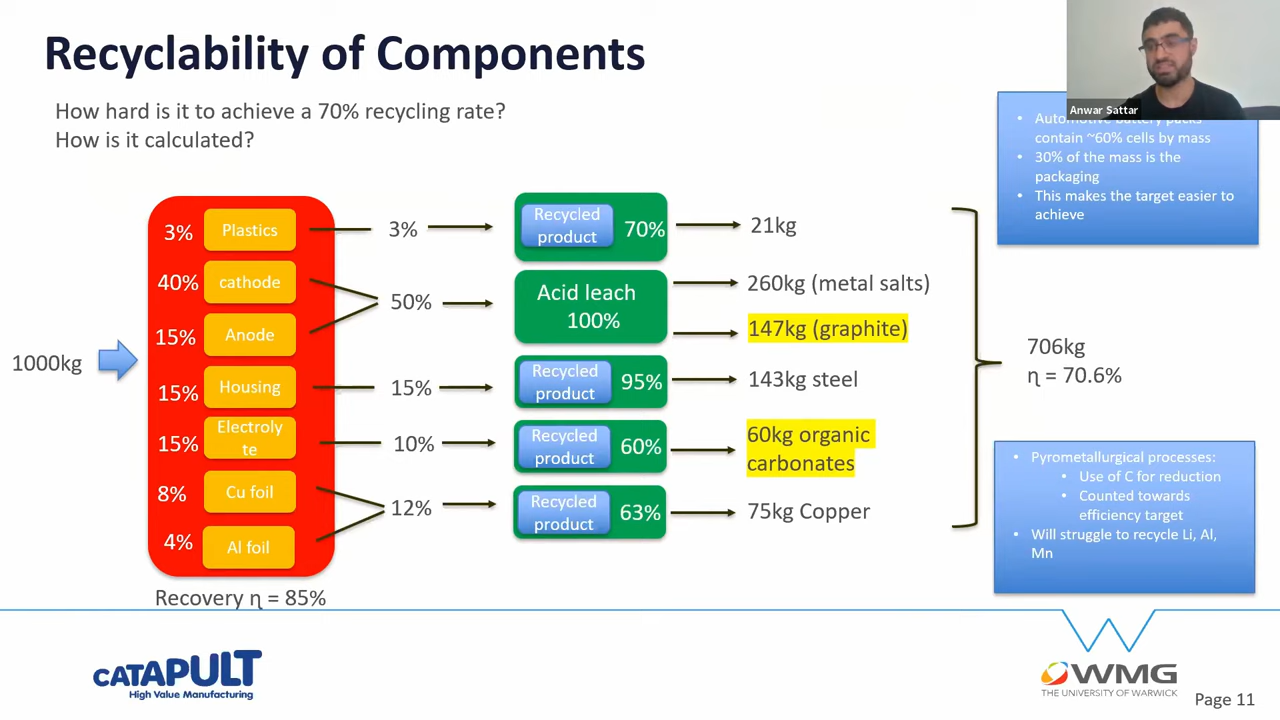 Recyclability of Components
How hard is it to achieve a 70% recycling rate?
How is it calculated?
Anwar Sattar
• Automotive battery packs
contain ~60% cells by mass
• 30% of the mass is the
packaging
• This makes the target easier to
achieve
1000kg
3% Plastics
40% cathode
15% Anode
15% Housing
15% Electroly
te
8% Cu foil
4% Al foil
Recovery η = 85%
3%
50%
15%
10%
12%
Recycled
product 70%
Acid leach
100%
Recycled
product 95%
Recycled
product 60%
Recycled
product 63%
21kg
260kg (metal salts)
147kg (graphite)
143kg steel
60kg organic
carbonates
75kg Copper
706kg
η = 70.6%
• Pyrometallurgical processes:
• Use of C for reduction
• Counted towards
efficiency target
• Will struggle to recycle Li, Al,
Mn
CATAPULT
High Value Manufacturing
WMG
THE UNIVERSITY OF WARWICK
Page 11